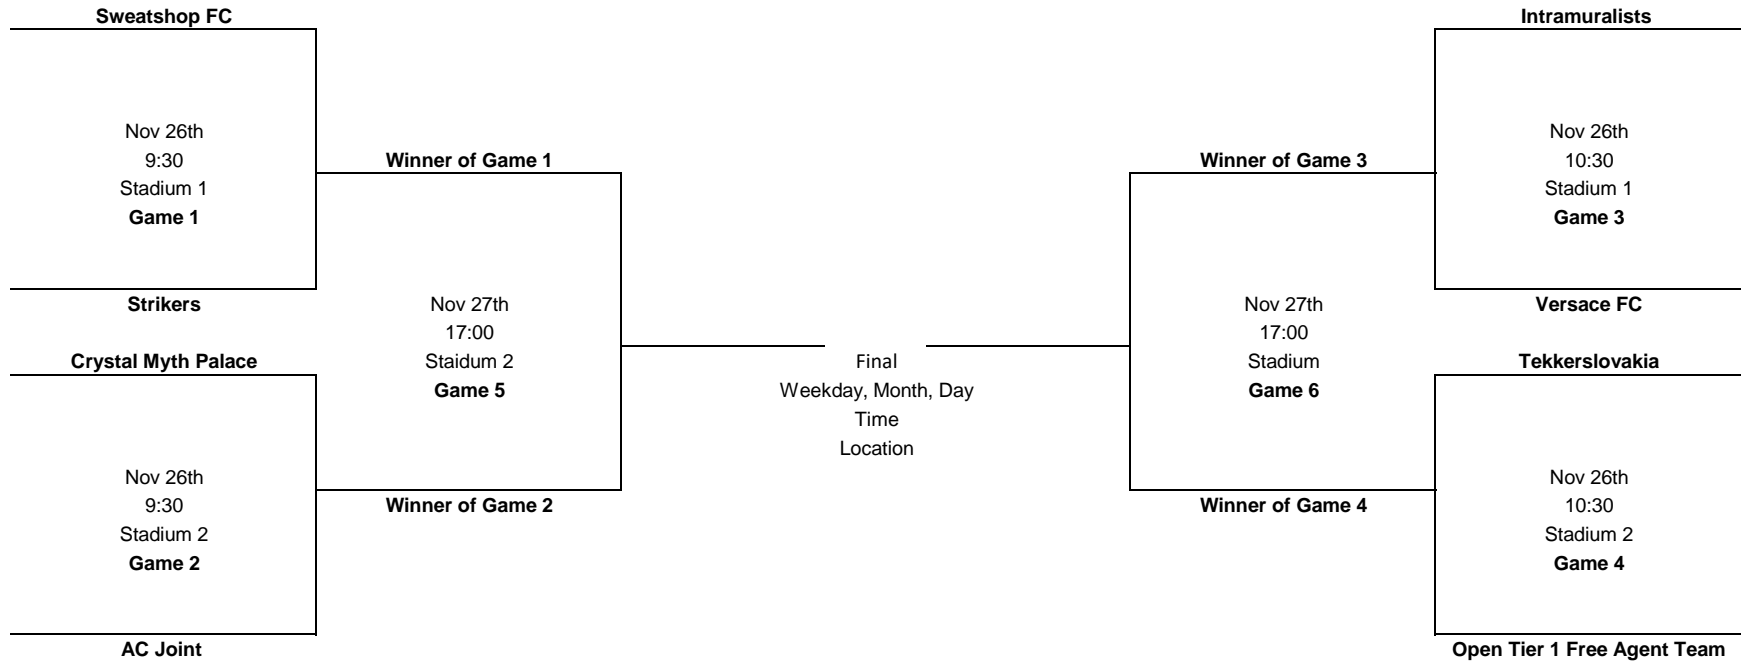 Sweatshop FC
Nov 26th
9:30
Stadium 1
Game 1
Strikers
Crystal Myth Palace
Nov 26th
9:30
Stadium 2
Game 2
AC Joint
Winner of Game 1
Nov 27th
17:00
Staidum 2
Game 5
Winner of Game 2
Final
Weekday, Month, Day
Time
Location
Winner of Game 3
Nov 27th
17:00
Stadium
Game 6
Winner of Game 4
Intramuralists
Nov 26th
10:30
Stadium 1
Game 3
Versace FC
Tekkerslovakia
Nov 26th
10:30
Stadium 2
Game 4
Open Tier 1 Free Agent Team